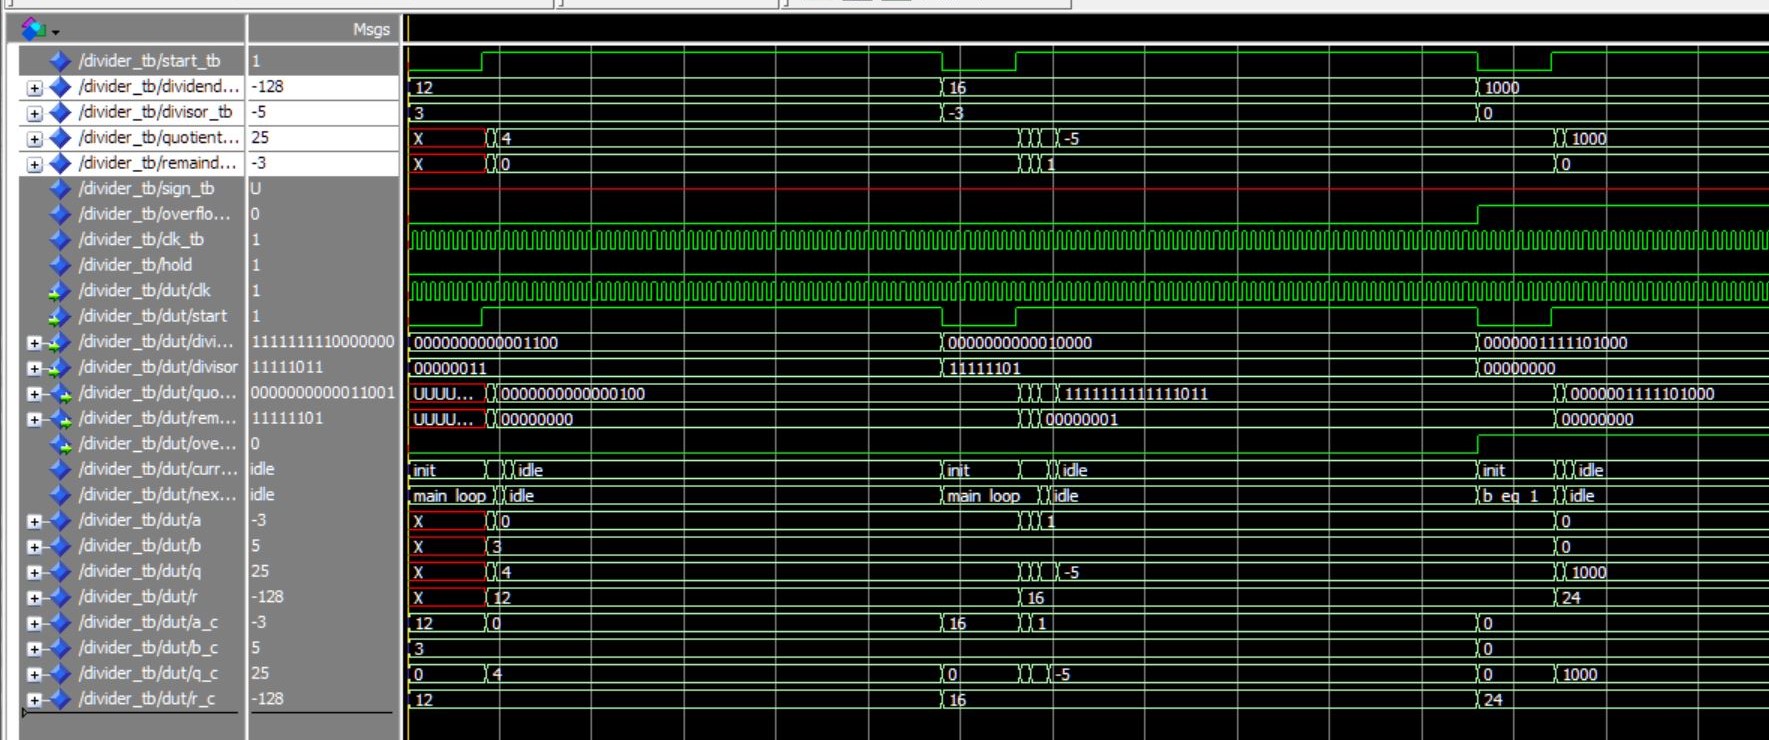 Msgs
/divider_tb/start_tb 1
/divider_tb/dividend... -128 12 16 1000
/divider_tb/divisor_tb -5 3 -3 0
/divider_tb/quotient... 25 X 4 -5 1000
/divider_tb/remaind... -3 X 0 1 0
/divider_tb/sign_tb U
/divider_tb/overflo... 0
/divider_tb/clk_tb 1
/divider_tb/hold 1
/divider_tb/dut/clk 1
/divider_tb/dut/start 1
/divider_tb/dut/divi... 1111111110000000 0000000000001100 0000000000010000 0000001111101000
/divider_tb/dut/divisor 11111011 00000011 11111101 00000000
/divider_tb/dut/quo... 0000000000011001 UUUU... 0000000000000100 1111111111111011 0000001111101000
/divider_tb/dut/rem... 11111101 UUUU... 00000000 00000001 00000000
/divider_tb/dut/ove... 0
/divider_tb/dut/curr... idle init idle init idle init idle
/divider_tb/dut/nex... idle main_loop idle main_loop idle b_eq_1 idle
/divider_tb/dut/a -3 X 0 1 0
/divider_tb/dut/b 5 X 3 0
/divider_tb/dut/q 25 X 4 -5 1000
/divider_tb/dut/r -128 X 12 16 24
/divider_tb/dut/a_c -3 12 0 16 1 0
/divider_tb/dut/b_c 5 3 0
/divider_tb/dut/q_c 25 0 4 0 -5 0 1000
/divider_tb/dut/r_c -128 12 16 24